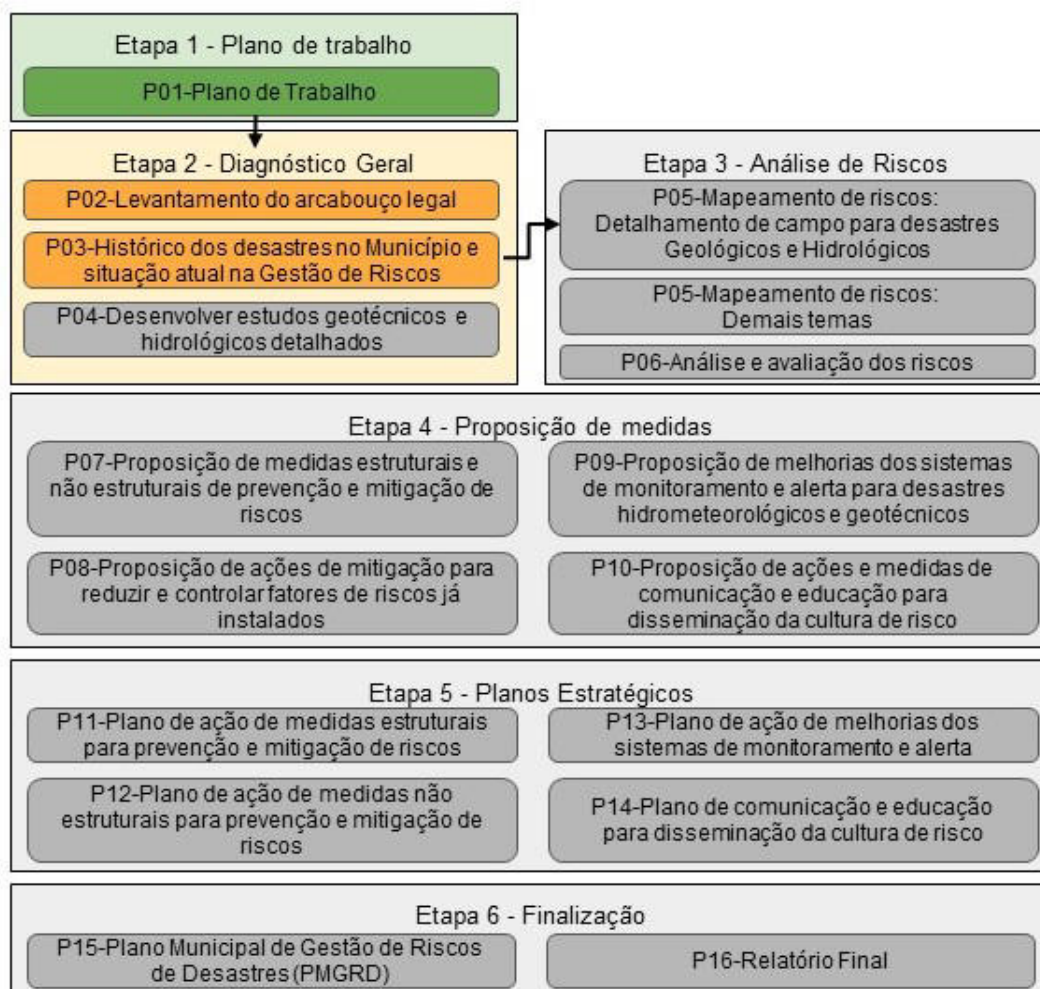 Etapa 1 - Plano de trabalho
P01-Plano de Trabalho
Etapa 2 - Diagnóstico Geral
P02-Levantamento do arcabouço legal
P03-Histórico dos desastres no Município e
situação atual na Gestão de Riscos
P04-Desenvolver estudos geotécnicos e
hidrológicos detalhados
Etapa 3 - Análise de Riscos
P05-Mapeamento de riscos:
Detalhamento de campo para desastres
Geológicos e Hidrológicos
P05-Mapeamento de riscos:
Demais temas
P06-Análise e avaliação dos riscos
Etapa 4 - Proposição de medidas
P07-Proposição de medidas estruturais e
não estruturais de prevenção e mitigação de
riscos
P09-Proposição de melhorias dos sistemas
de monitoramento e alerta para desastres
hidrometeorológicos e geotécnicos
P08-Proposição de ações de mitigação para
reduzir e controlar fatores de riscos já
instalados
P10-Proposição de ações e medidas de
comunicação e educação para
disseminação da cultura de risco
Etapa 5 - Planos Estratégicos
P11-Plano de ação de medidas estruturais
para prevenção e mitigação de riscos
P13-Plano de ação de melhorias dos
sistemas de monitoramento e alerta
P12-Plano de ação de medidas não
estruturais para prevenção e mitigação de
riscos
P14-Plano de comunicação e educação
para disseminação da cultura de risco
Etapa 6 - Finalização
P15-Plano Municipal de Gestão de Riscos
de Desastres (PMGRD)
P16-Relatório Final